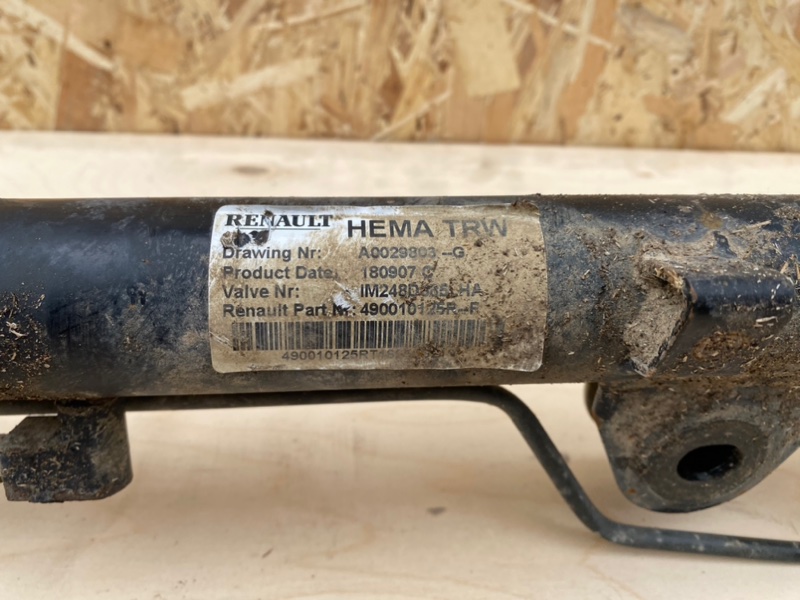 RENAULT HEMA TRW
Drawing Nr: A0029803 --G
Product Date: 180907
Valve Nr:
Renault Part Nr: 490010125R--F
490010125RT